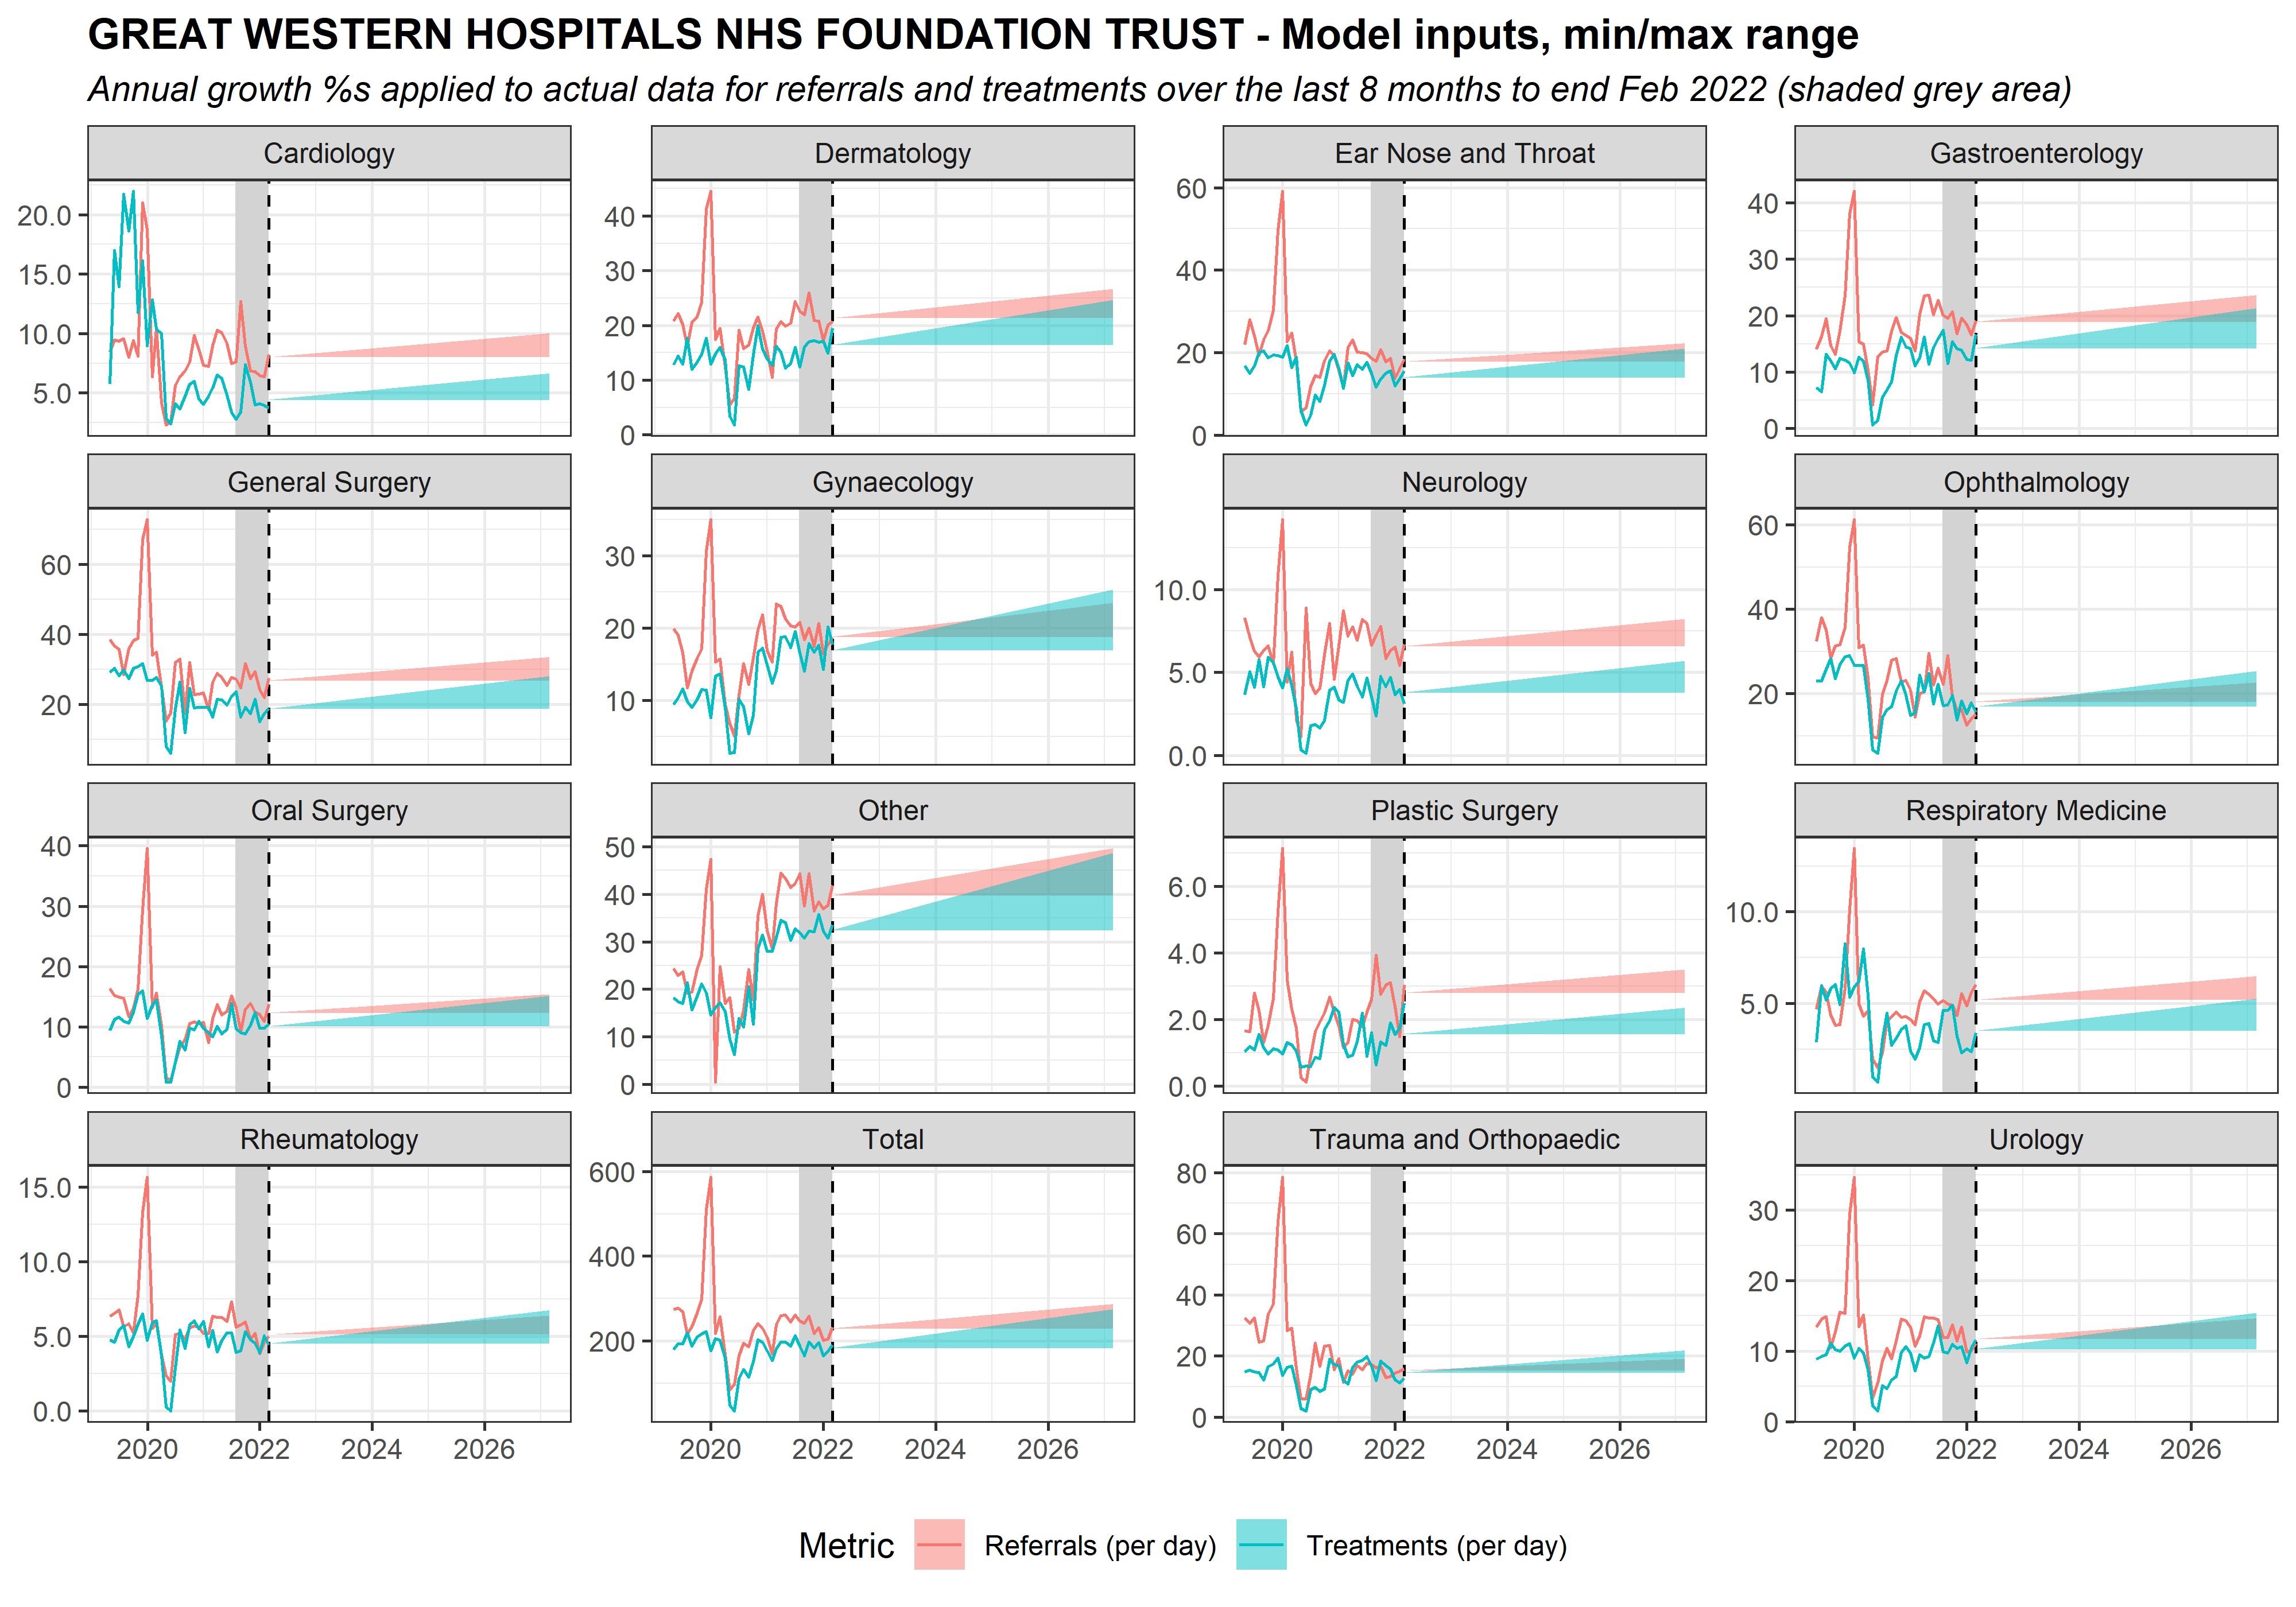 GREAT WESTERN HOSPITALS NHS FOUNDATION TRUST - Model inputs, min/max range
Annual growth %s applied to actual data for referrals and treatments over the last 8 months to end Feb 2022 (shaded grey area)
Cardiology
20.0
15.0
10.0
5.0
Dermatology
40
30
20
10
0
Ear Nose and Throat
60
40
20
0
Gastroenterology
40
30
20
10
0
General Surgery
60
40
20
Gynaecology
30
20
10
Neurology
10.0
5.0
0.0
Ophthalmology
60
40
20
Oral Surgery
40
30
20
10
0
Other
50
40
30
20
10
0
Plastic Surgery
6.0
4.0
2.0
0.0
Respiratory Medicine
10.0
5.0
Rheumatology
15.0
10.0
5.0
0.0
2020 2022 2024 2026
Total
600
400
200
2020 2022 2024 2026
Trauma and Orthopaedic
80
60
40
20
0
2020 2022 2024 2026
Urology
30
20
10
0
2020 2022 2024 2026
Metric Referrals (per day) Treatments (per day)